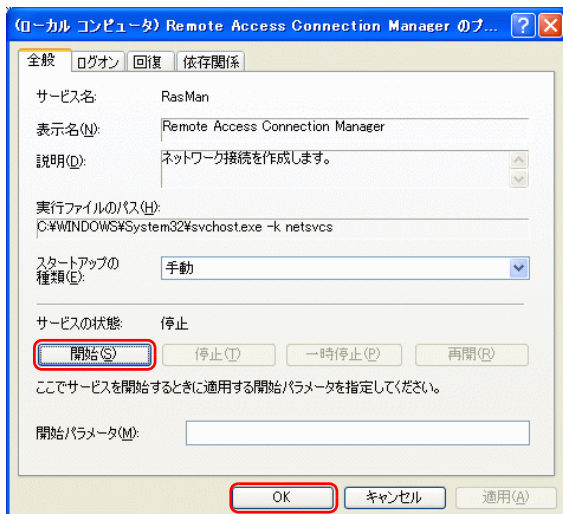 (ローカル コンピュータ) Remote Access Connection Manager のプ...
全般 ログオン 回復 依存関係
サービス名: RasMan
表示名(N): Remote Access Connection Manager
説明(D): ネットワーク接続を作成します。
実行ファイルのパス(H):
C:¥WINDOWS¥System32¥svchost.exe -k netsvcs
スタートアップの
種類(E): 手動
サービスの状態: 停止
開始(S) 停止(T) 一時停止(P) 再開(R)
ここでサービスを開始するときに適用する開始パラメータを指定してください。
開始パラメータ(M):
OK キャンセル 適用(A)